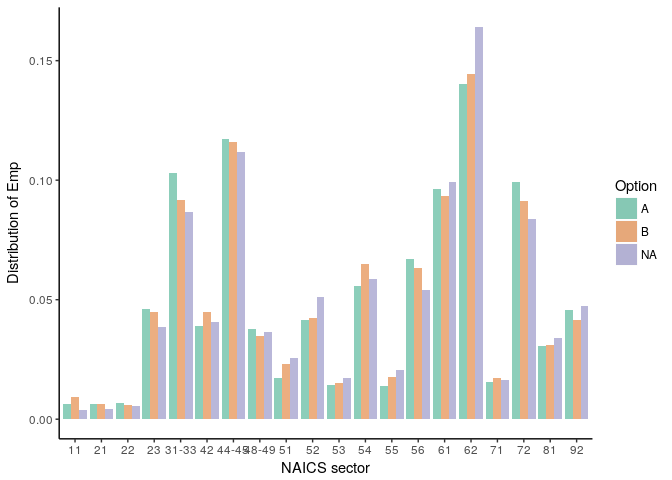 0.15
0.10
0.05
0.00
Distribution of Emp
11 21 22 23 31-33 42 44-45 48-49 51 52 53 54 55 56 61 62 71 72 81 92
NAICS sector
Option
A
B
NA